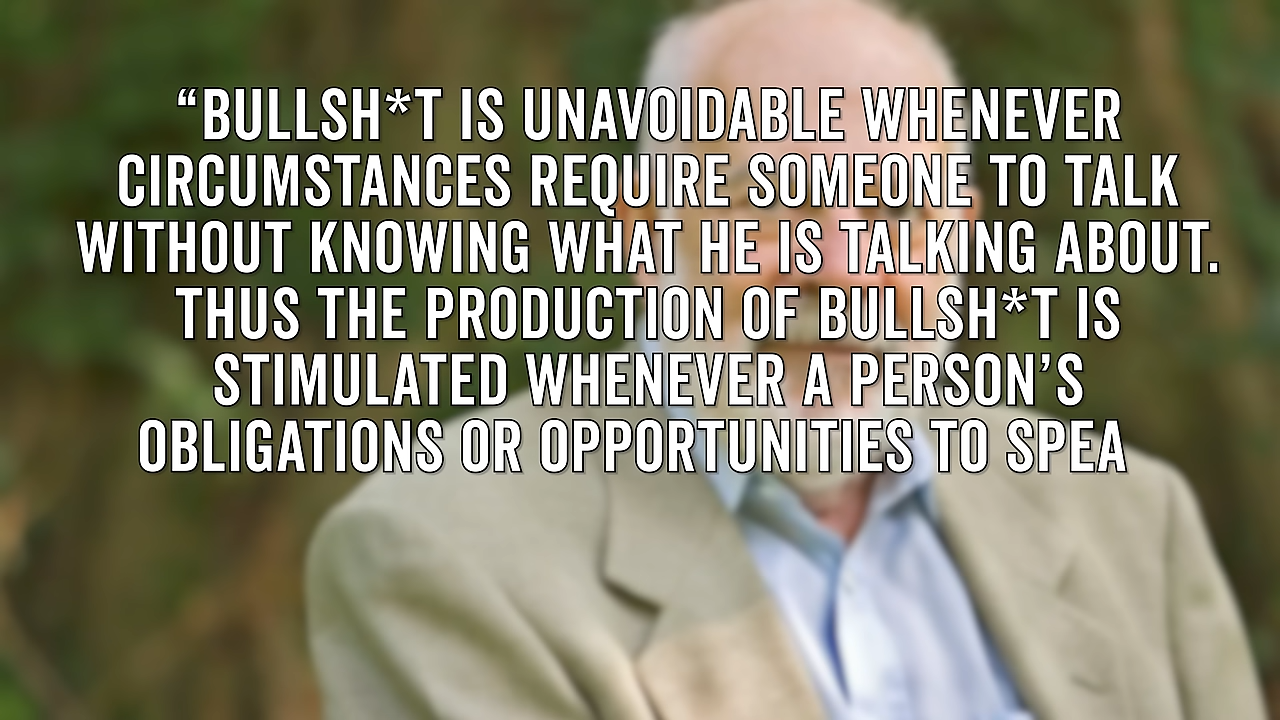 “BULLSH*T IS UNAVOIDABLE WHENEVER
CIRCUMSTANCES REQUIRE SOMEONE TO TALK
WITHOUT KNOWING WHAT HE IS TALKING ABOUT.
THUS THE PRODUCTION OF BULLSH*T IS
STIMULATED WHENEVER A PERSON’S
OBLIGATIONS OR OPPORTUNITIES TO SPEA